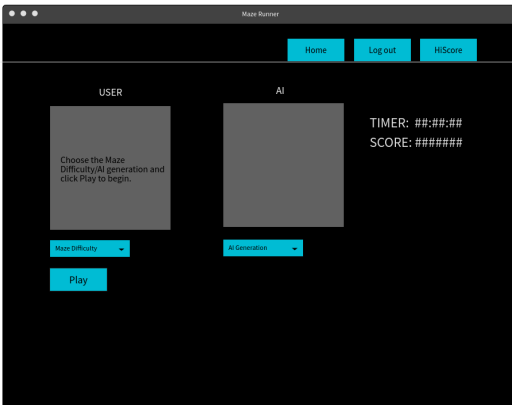 Maze Runner
Home
Log out
HiScore
USER
AI
Choose the Maze
Difficulty/AI generation and
click Play to begin.
TIMER: ##:##:##
SCORE: #######
Maze Difficulty
AI Generation
Play